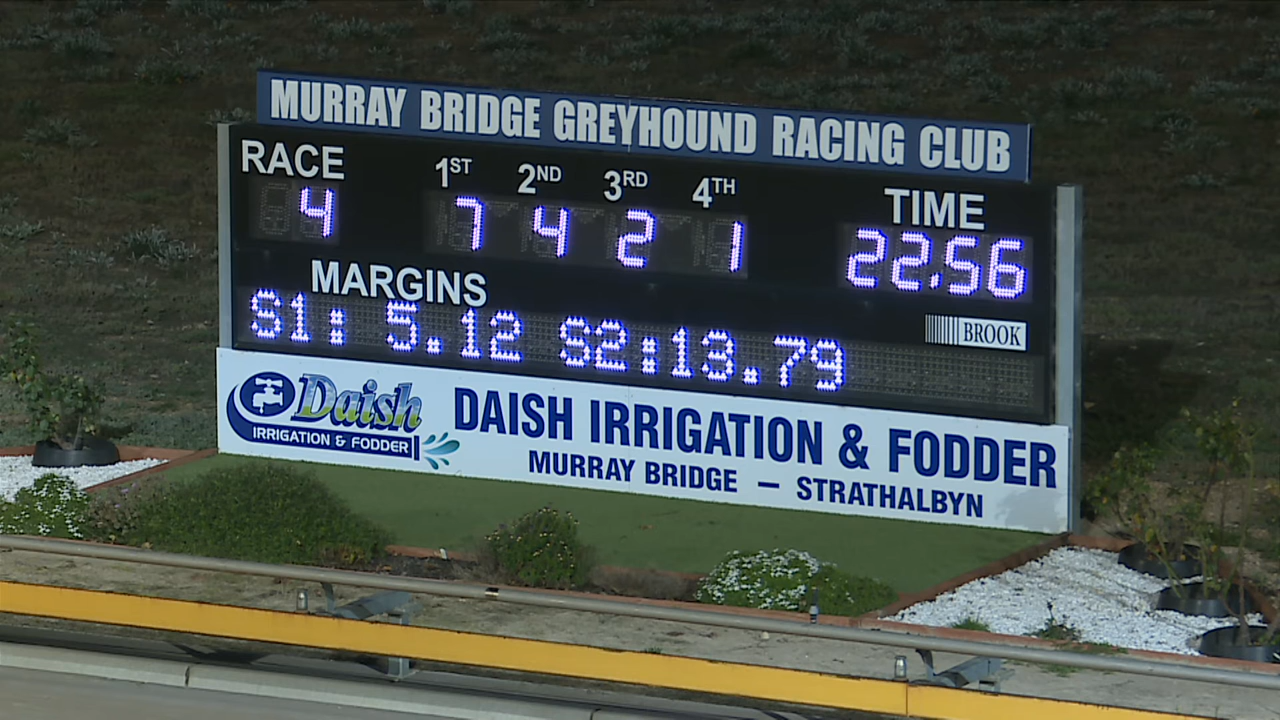 MURRAY BRIDGE GREYHOUND RACING CLUB
RACE 1ST 2ND 3RD 4TH TIME
4 7 4 2 1 22.56
MARGINS
S1: 5.12 S2:13.79
BROOK
Daish
IRRIGATION & FODDER
DAISH IRRIGATION & FODDER
MURRAY BRIDGE – STRATHALBYN